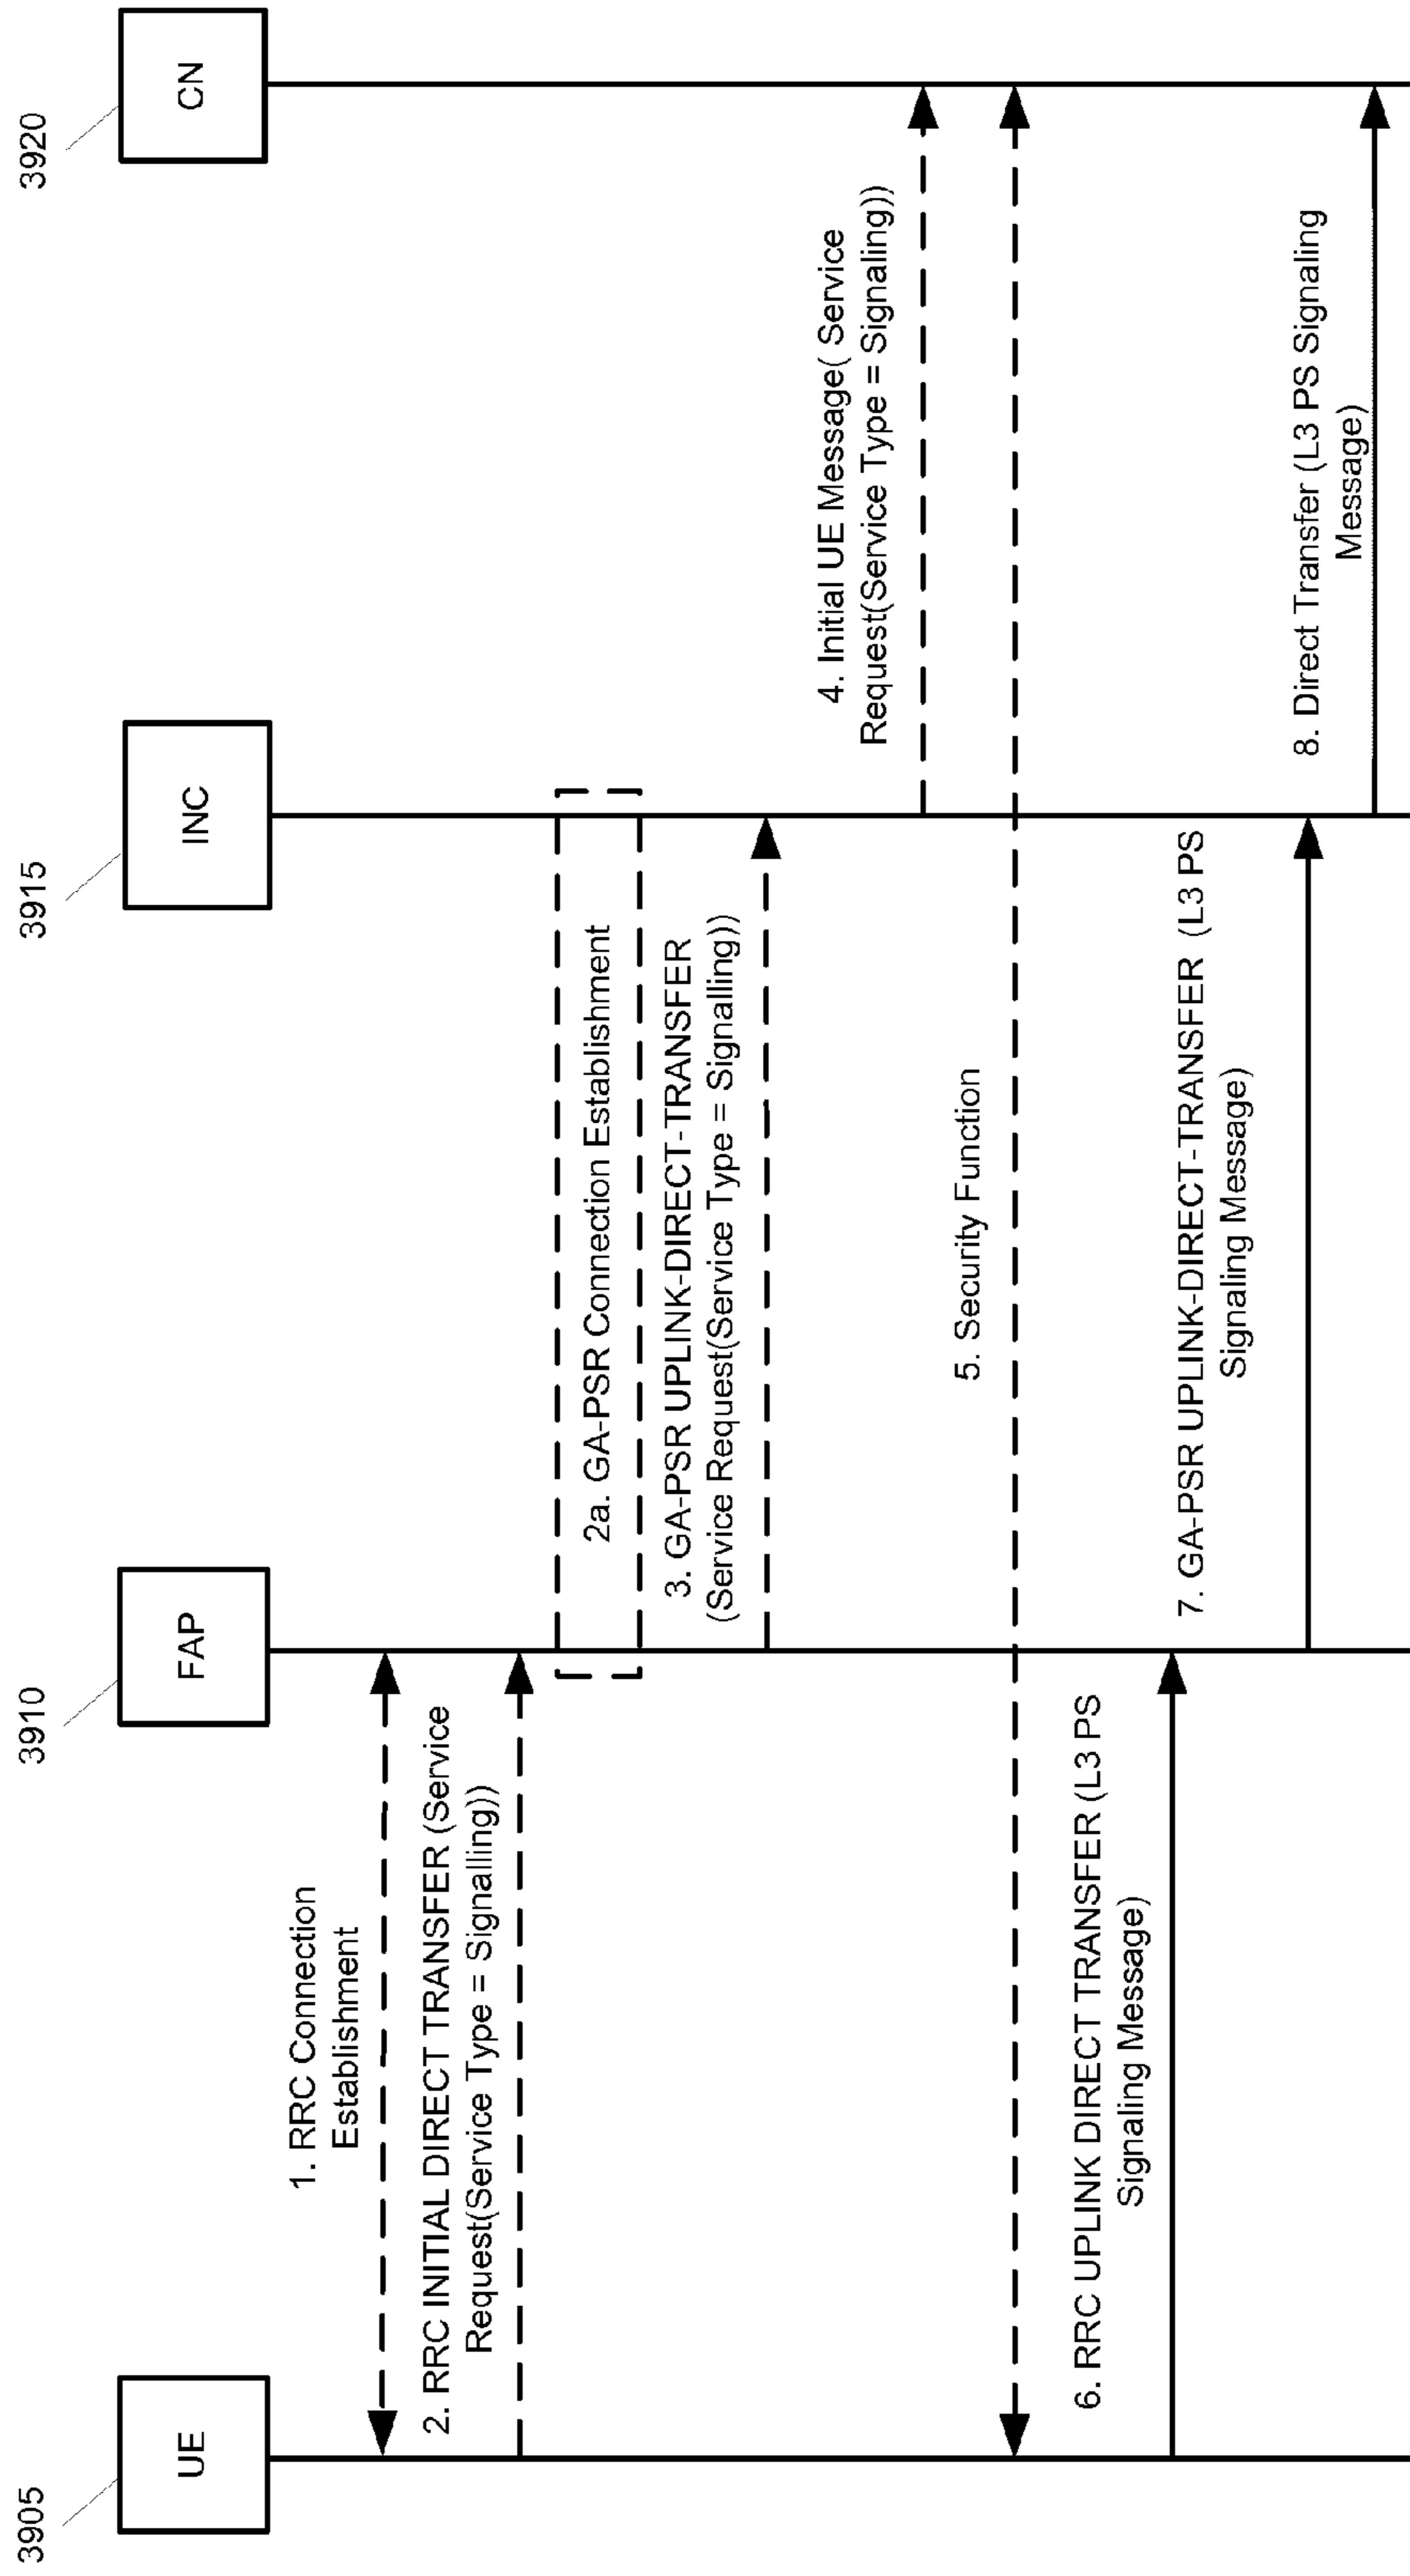 3905
3910
3915
3920
UE
FAP
INC
CN
1. RRC Connection
Establishment
2. RRC INITIAL DIRECT TRANSFER (Service
Request(Service Type = Signalling))
2a. GA-PSR Connection Establishment
3. GA-PSR UPLINK-DIRECT-TRANSFER
(Service Request(Service Type = Signalling))
4. Initial UE Message( Service
Request(Service Type = Signaling))
5. Security Function
6. RRC UPLINK DIRECT TRANSFER (L3 PS
Signaling Message)
7. GA-PSR UPLINK-DIRECT-TRANSFER (L3 PS
Signaling Message)
8. Direct Transfer (L3 PS Signaling
Message)